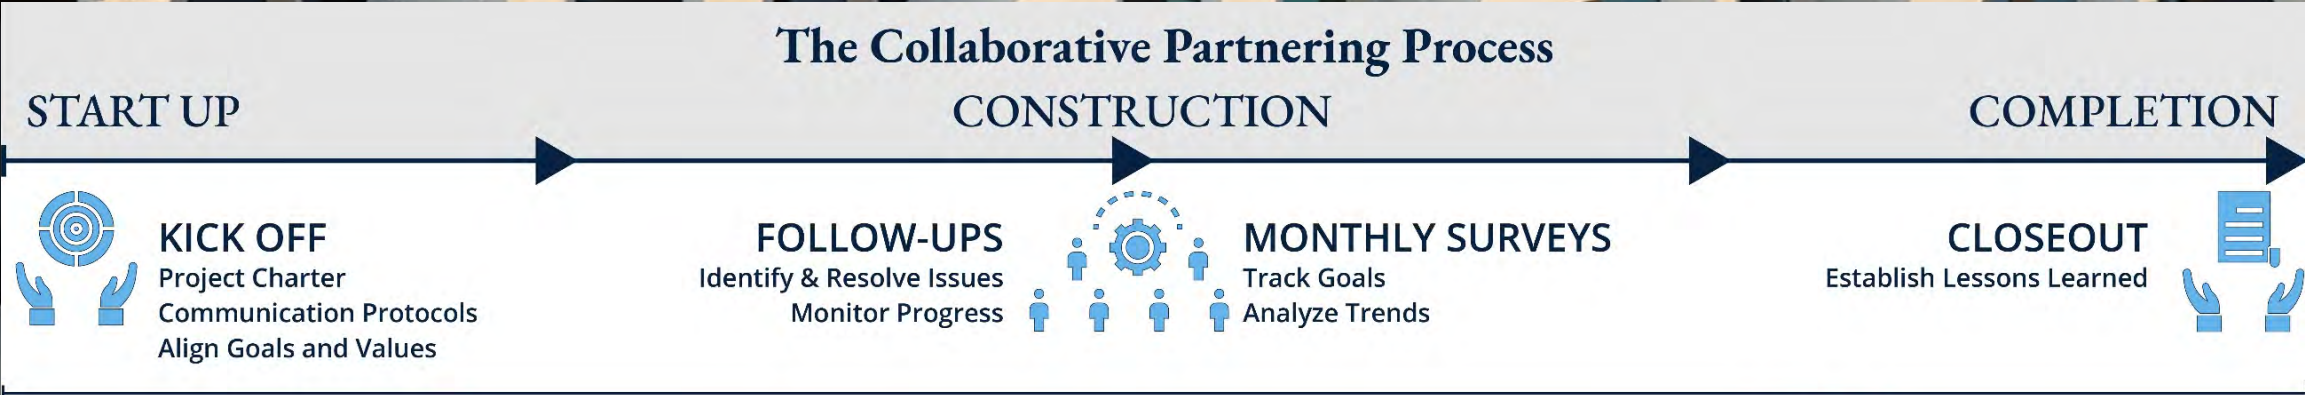 The Collaborative Partnering Process
START UP
CONSTRUCTION
COMPLETION
KICK OFF
Project Charter
Communication Protocols
Align Goals and Values
FOLLOW-UPS
Identify & Resolve Issues
Monitor Progress
MONTHLY SURVEYS
Track Goals
Analyze Trends
CLOSEOUT
Establish Lessons Learned